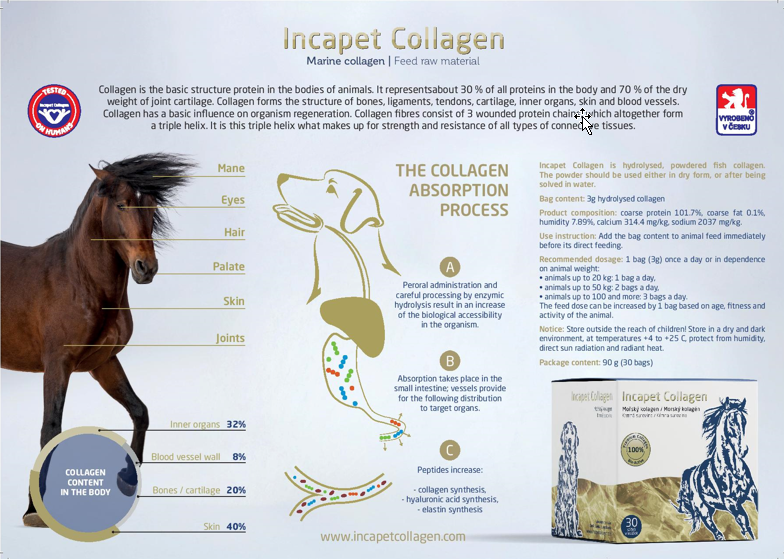 Incapet Collagen
Marine collagen | Feed raw material
TESTED
Incapet Collagen
ON HUMANS
Collagen is the basic structure protein in the bodies of animals. It representsabout 30 % of all proteins in the body and 70 % of the dry
weight of joint cartilage. Collagen forms the structure of bones, ligaments, tendons, cartilage, inner organs, skin and blood vessels.
Collagen has a basic influence on organism regeneration. Collagen fibres consist of 3 wounded protein chains which altogether form
a triple helix. It is this triple helix what makes up for strength and resistance of all types of connective tissues.
VYROBENO
V ČESKU
Mane
Eyes
Hair
Palate
Skin
Joints
Inner organs 32%
Blood vessel wall 8%
Bones / cartilage 20%
Skin 40%
COLLAGEN
CONTENT
IN THE BODY
THE COLLAGEN
ABSORPTION
PROCESS
A
Peroral administration and
careful processing by enzymic
hydrolysis result in an increase
of the biological accessibility
in the organism.
B
Absorption takes place in the
small intestine; vessels provide
for the following distribution
to target organs.
C
Peptides increase:
- collagen synthesis,
- hyaluronic acid synthesis,
- elastin synthesis
www.incapetcollagen.com
Incapet Collagen is hydrolysed, powdered fish collagen.
The powder should be used either in dry form, or after being
solved in water.
Bag content: 3g hydrolysed collagen
Product composition: coarse protein 101.7%, coarse fat 0.1%,
humidity 7.89%, calcium 314.4 mg/kg, sodium 2037 mg/kg.
Use instruction: Add the bag content to animal feed immediately
before its direct feeding.
Recommended dosage: 1 bag (3g) once a day or in dependence
on animal weight:
• animals up to 20 kg: 1 bag a day,
• animals up to 50 kg: 2 bags a day,
• animals up to 100 and more: 3 bags a day.
The feed dose can be increased by 1 bag based on age, fitness and
activity of the animal.
Notice: Store outside the reach of children! Store in a dry and dark
environment, at temperatures +4 to +25 C, protect from humidity,
direct sun radiation and radiant heat.
Package content: 90 g (30 bags)
Incapet Collagen
Incapet Collagen
Mořský kolagen / Morský kolagén
100%
30